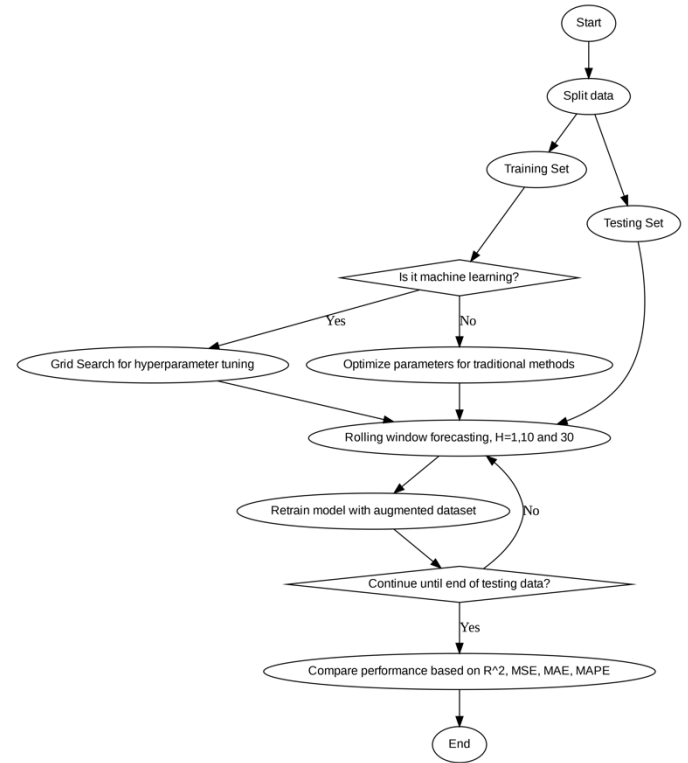 Start
Split data
Training Set
Testing Set
Is it machine learning?
Yes
No
Grid Search for hyperparameter tuning
Optimize parameters for traditional methods
Rolling window forecasting, H=1,10 and 30
Retrain model with augmented dataset
No
Continue until end of testing data?
Yes
Compare performance based on R^2, MSE, MAE, MAPE
End